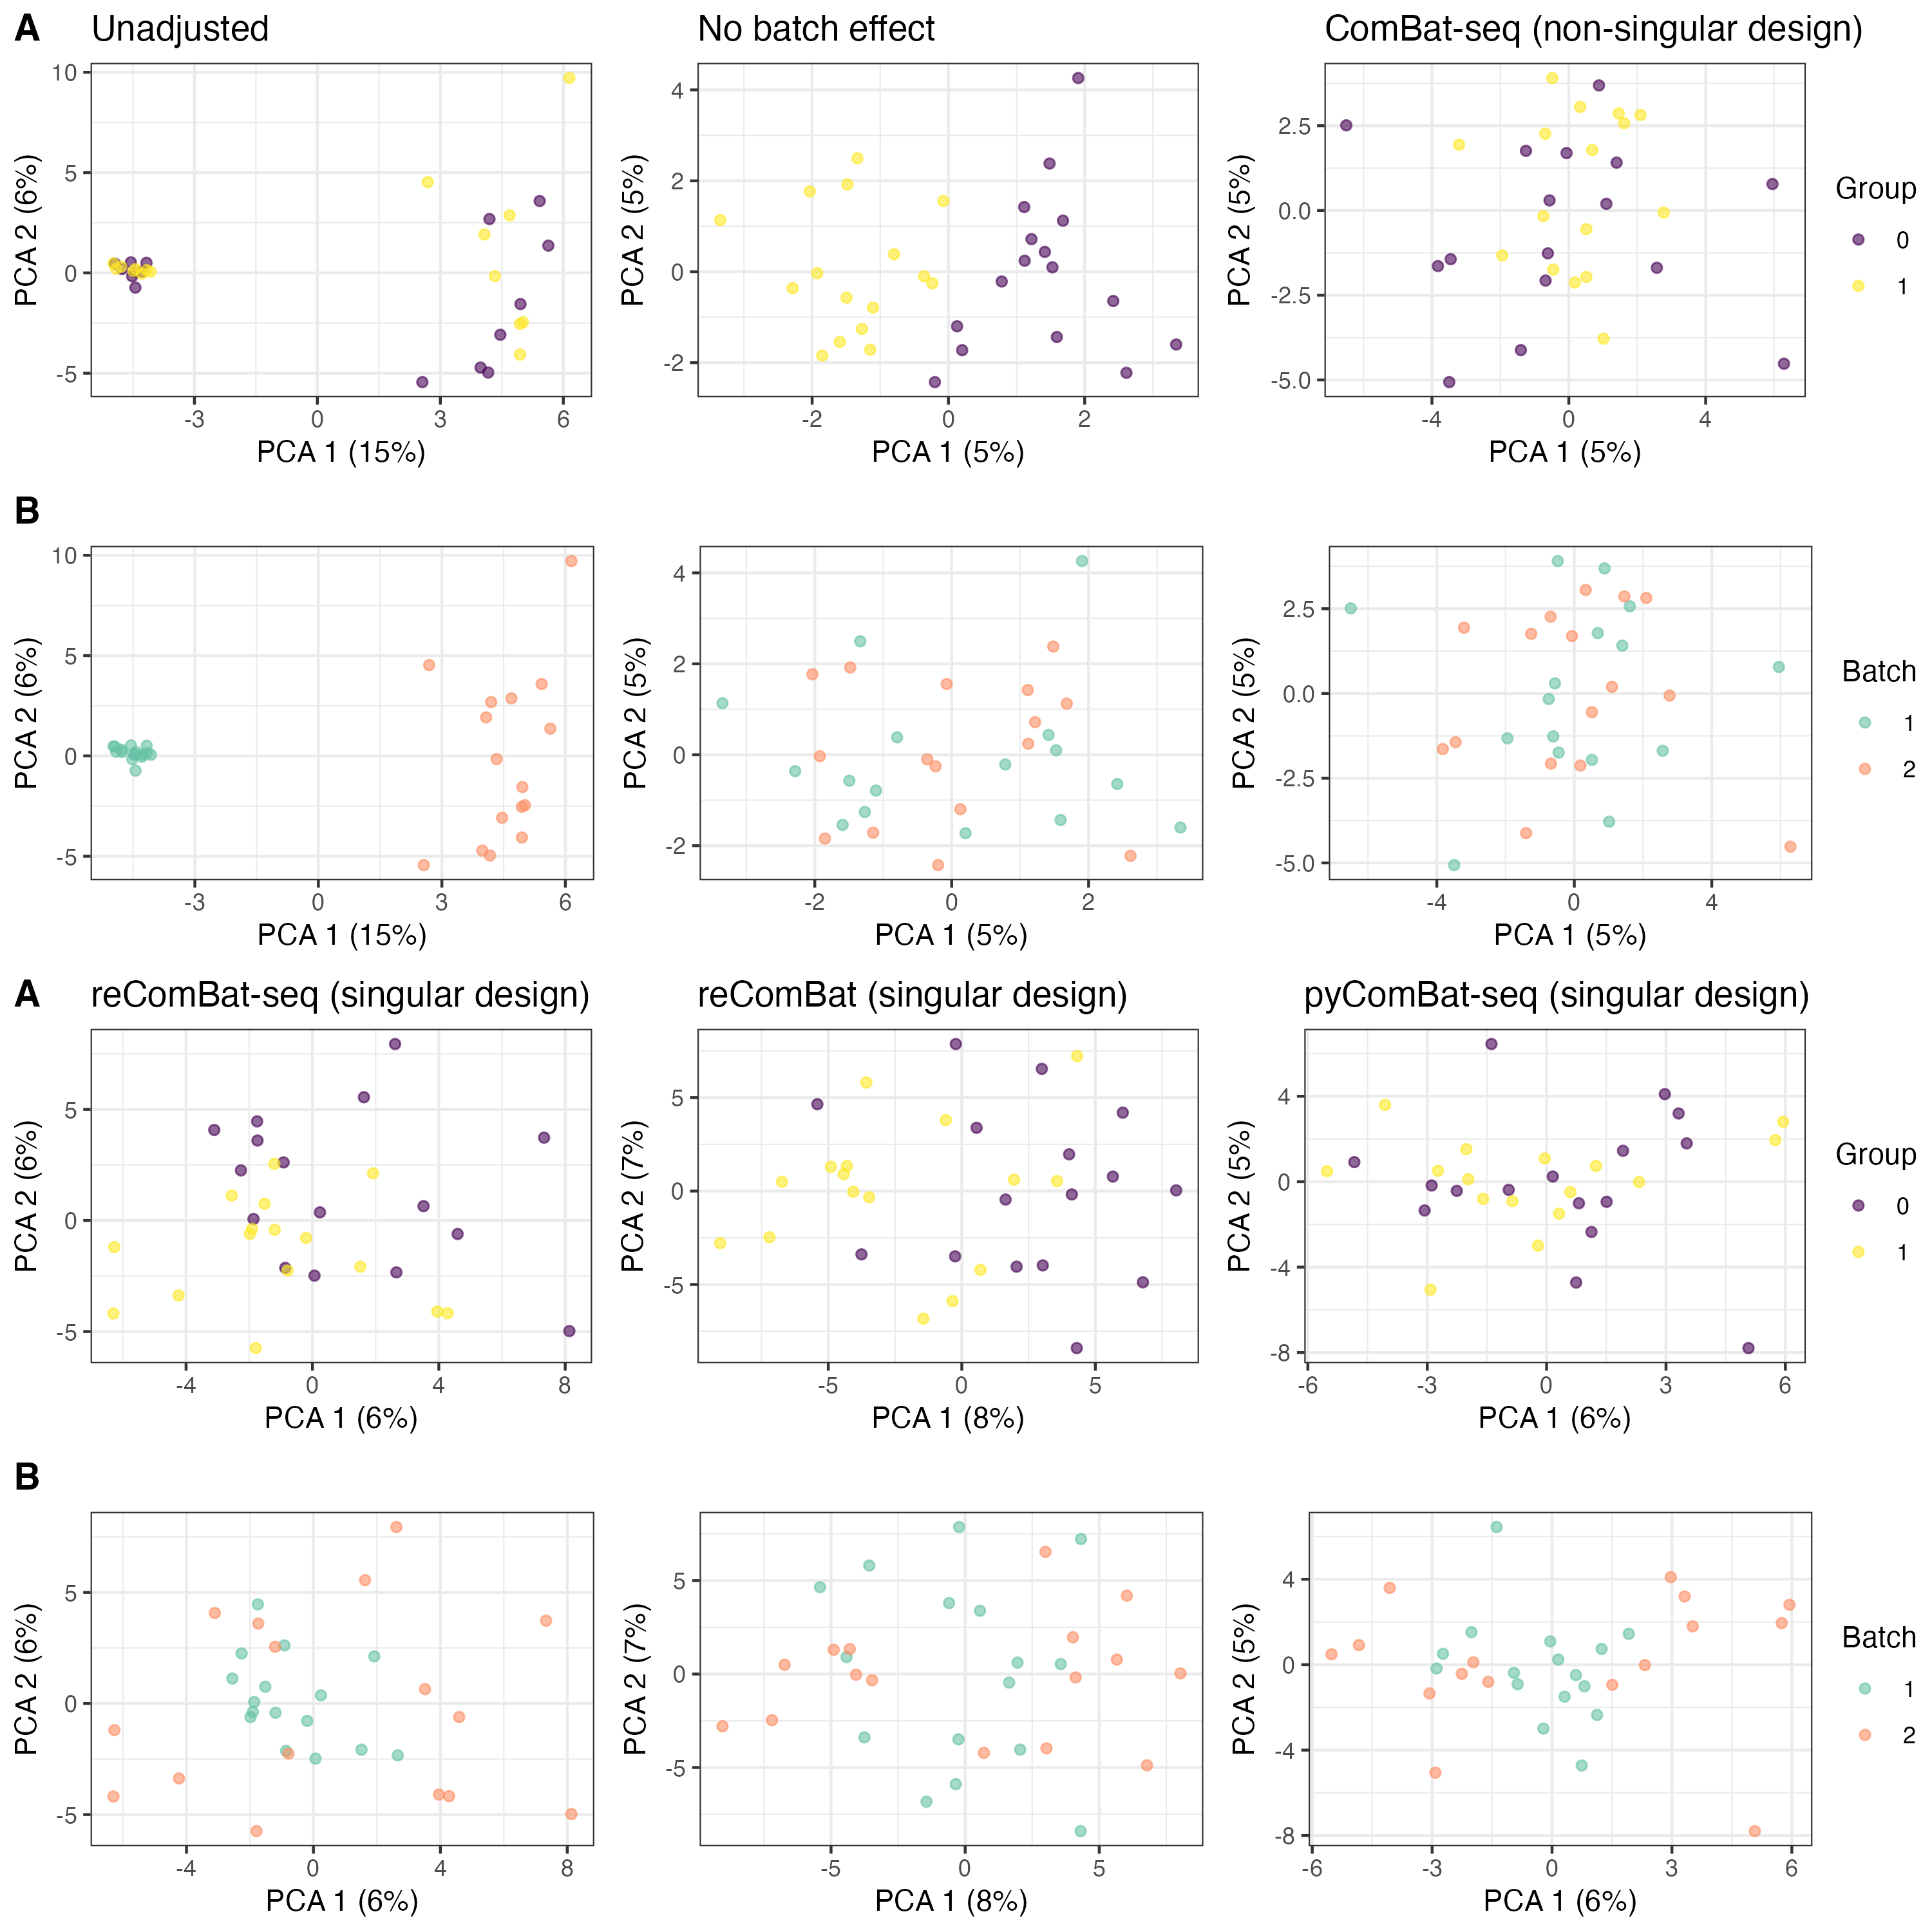 A Unadjusted No batch effect ComBat-seq (non-singular design)
PCA 2 (6%) 10 5 0 -5
-3 0 3 6
PCA 1 (15%)
PCA 2 (5%) 4 2 0 -2
-2 0 2
PCA 1 (5%)
PCA 2 (5%) 2.5 0.0 -2.5 -5.0
-4 0 4
PCA 1 (5%)
Group
0
1
B
PCA 2 (6%) 10 5 0 -5
-3 0 3 6
PCA 1 (15%)
PCA 2 (5%) 4 2 0 -2
-2 0 2
PCA 1 (5%)
PCA 2 (5%) 2.5 0.0 -2.5 -5.0
-4 0 4
PCA 1 (5%)
Batch
1
2
A reComBat-seq (singular design) reComBat (singular design) pyComBat-seq (singular design)
PCA 2 (6%) 5 0 -5
-4 0 4 8
PCA 1 (6%)
PCA 2 (7%) 5 0 -5
-5 0 5
PCA 1 (8%)
PCA 2 (5%) 4 0 -4 -8
-6 -3 0 3 6
PCA 1 (6%)
Group
0
1
B
PCA 2 (6%) 5 0 -5
-4 0 4 8
PCA 1 (6%)
PCA 2 (7%) 5 0 -5
-5 0 5
PCA 1 (8%)
PCA 2 (5%) 4 0 -4 -8
-6 -3 0 3 6
PCA 1 (6%)
Batch
1
2